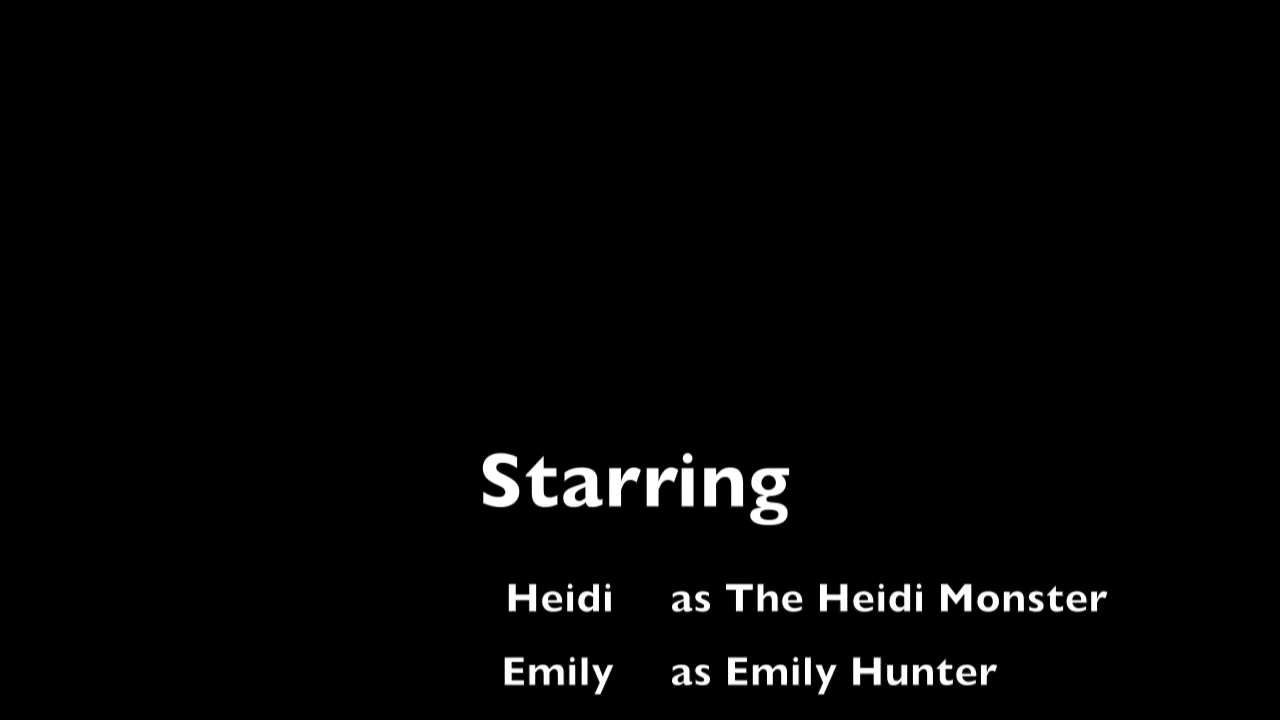 Starring
Heidi as The Heidi Monster
Emily as Emily Hunter